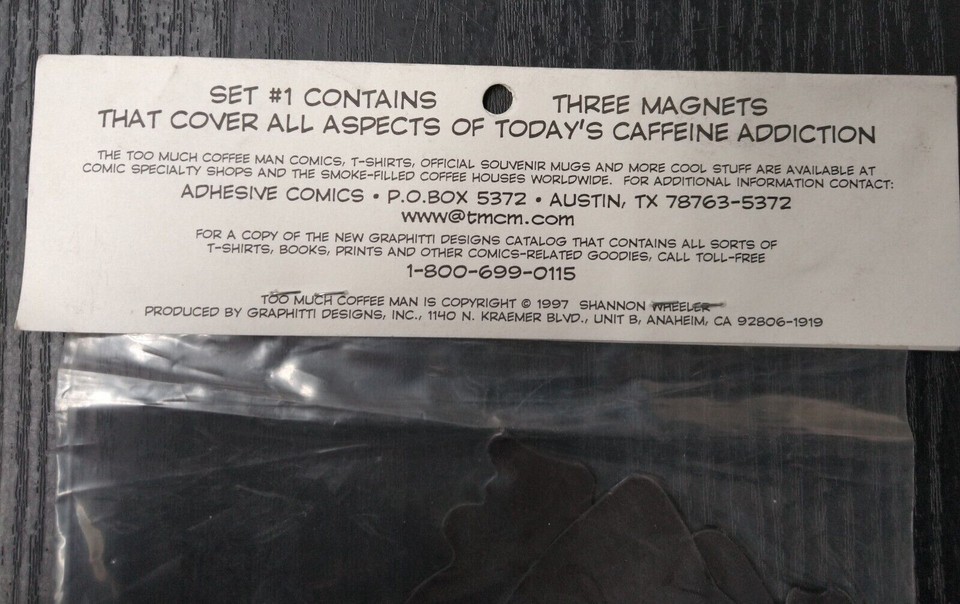 SET #1 CONTAINS THREE MAGNETS
THAT COVER ALL ASPECTS OF TODAY'S CAFFEINE ADDICTION
THE TOO MUCH COFFEE MAN COMICS, T-SHIRTS, OFFICIAL SOUVENIR MUGS AND MORE COOL STUFF ARE AVAILABLE AT
COMIC SPECIALTY SHOPS AND THE SMOKE-FILLED COFFEE HOUSES WORLDWIDE. FOR ADDITIONAL INFORMATION CONTACT:
ADHESIVE COMICS • P.O.BOX 5372 • AUSTIN, TX 78763-5372
www@tmcm.com
FOR A COPY OF THE NEW GRAPHITTI DESIGNS CATALOG THAT CONTAINS ALL SORTS OF
T-SHIRTS, BOOKS, PRINTS AND OTHER COMICS-RELATED GOODIES, CALL TOLL-FREE
1-800-699-0115
TOO MUCH COFFEE MAN IS COPYRIGHT © 1997 SHANNON WHEELER
PRODUCED BY GRAPHITTI DESIGNS, INC., 1140 N. KRAEMER BLVD., UNIT B, ANAHEIM, CA 92806-1919